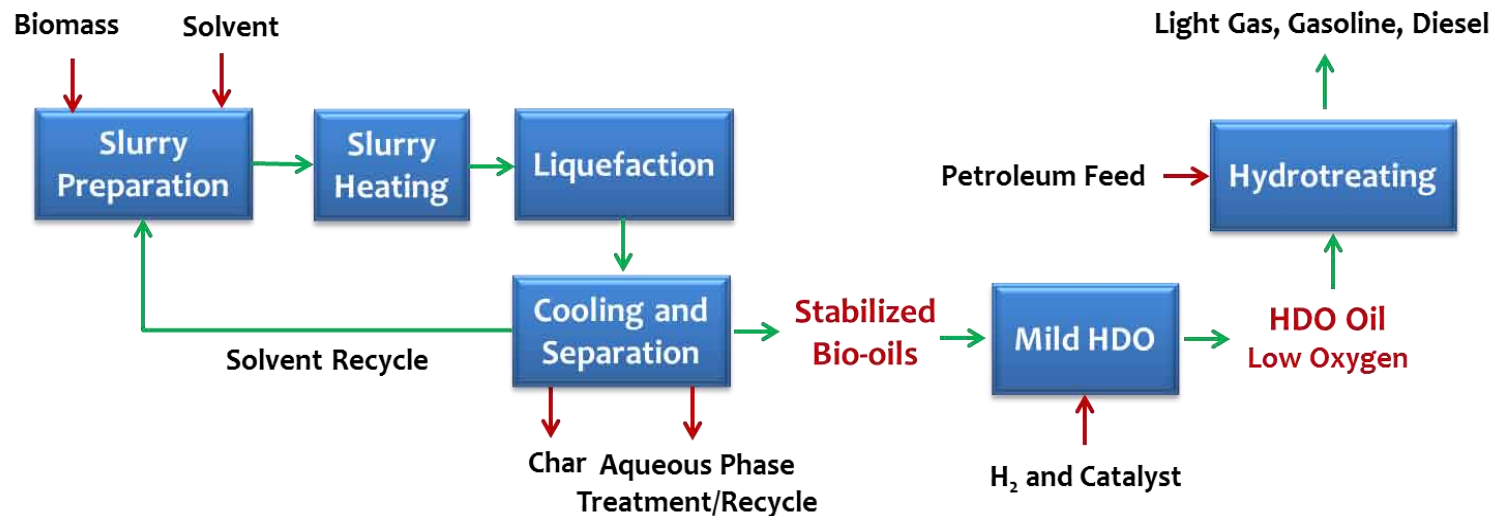 Biomass
Solvent
Light Gas, Gasoline, Diesel
Slurry
Preparation
Slurry
Heating
Liquefaction
Petroleum Feed
Hydrotreating
Cooling and
Separation
Stabilized
Bio-oils
Mild HDO
HDO Oil
Low Oxygen
Solvent Recycle
Char
Aqueous Phase
Treatment/Recycle
H₂ and Catalyst